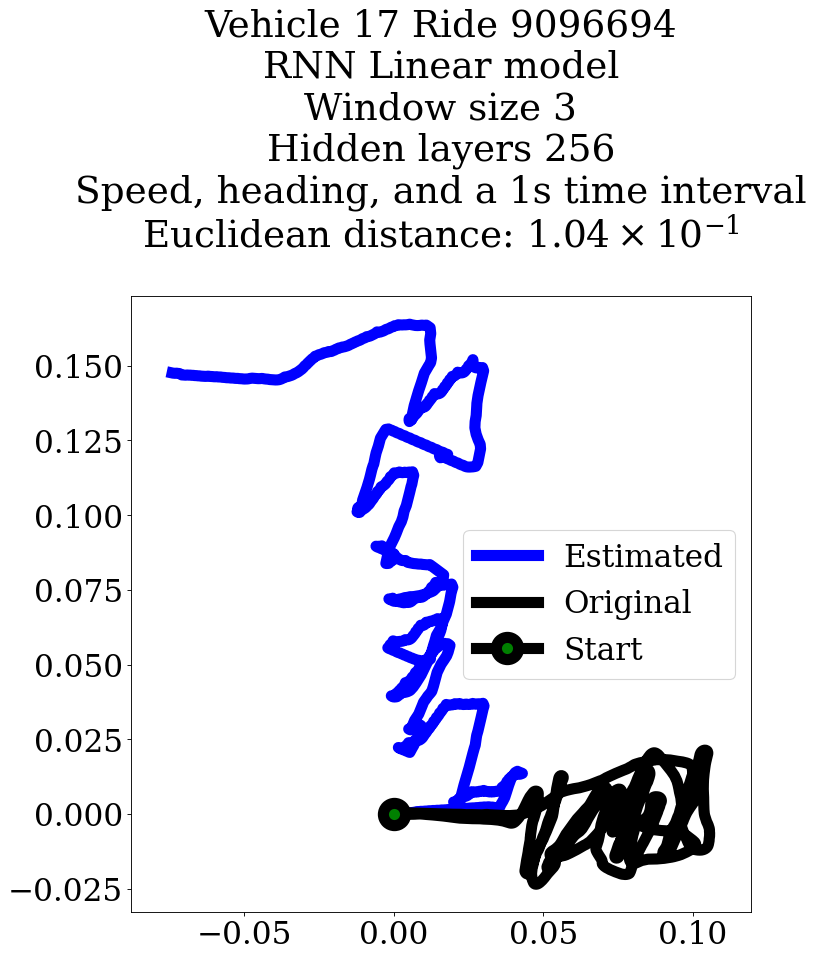 Vehicle 17 Ride 9096694
RNN Linear model
Window size 3
Hidden layers 256
Speed, heading, and a 1s time interval
Euclidean distance: 1.04 × 10⁻¹
0.150
0.125
0.100
0.075
0.050
0.025
0.000
−0.025
Estimated
Original
Start
−0.05
0.00
0.05
0.10